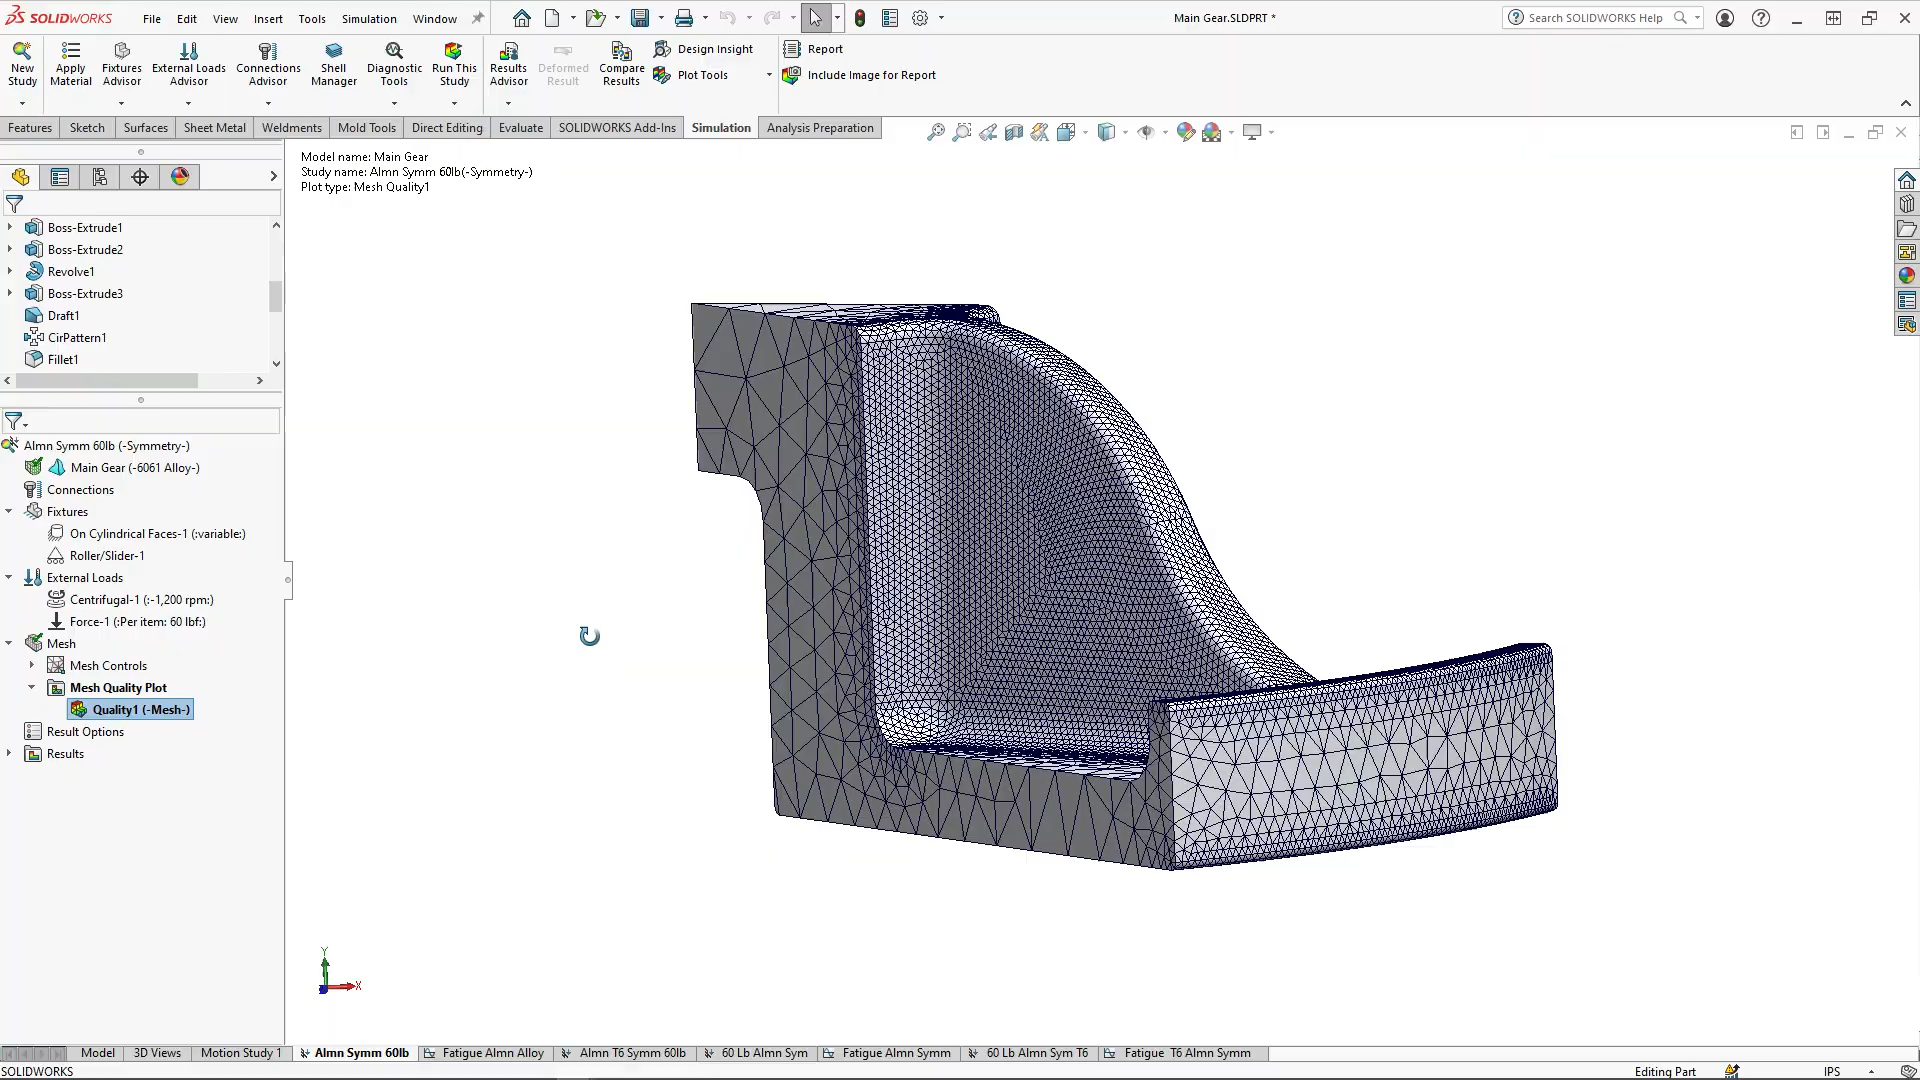 SOLIDWORKS File Edit View Insert Tools Simulation Window Main Gear.SLDPRT * Search SOLIDWORKS Help
New Study Apply Material Fixtures Advisor External Loads Advisor Connections Advisor Shell Manager Diagnostic Tools Run This Study Results Advisor Deformed Result Compare Results Design Insight Plot Tools Report Include Image for Report
Features Sketch Surfaces Sheet Metal Weldments Mold Tools Direct Editing Evaluate SOLIDWORKS Add-Ins Simulation Analysis Preparation
Model name: Main Gear
Study name: Almn Symm 60lb(-Symmetry-)
Plot type: Mesh Quality1
Boss-Extrude1
Boss-Extrude2
Revolve1
Boss-Extrude3
Draft1
CirPattern1
Fillet1
Almn Symm 60lb (-Symmetry-)
Main Gear (-6061 Alloy-)
Connections
Fixtures
On Cylindrical Faces-1 (:variable:)
Roller/Slider-1
External Loads
Centrifugal-1 (:-1,200 rpm:)
Force-1 (:Per item: 60 lbf:)
Mesh
Mesh Controls
Mesh Quality Plot
Quality1 (-Mesh-)
Result Options
Results
Y
X
Model 3D Views Motion Study 1 Almn Symm 60lb Fatigue Almn Alloy Almn T6 Symm 60lb 60 Lb Almn Sym Fatigue Almn Symm 60 Lb Almn Sym T6 Fatigue T6 Almn Symm
SOLIDWORKS Editing Part IPS